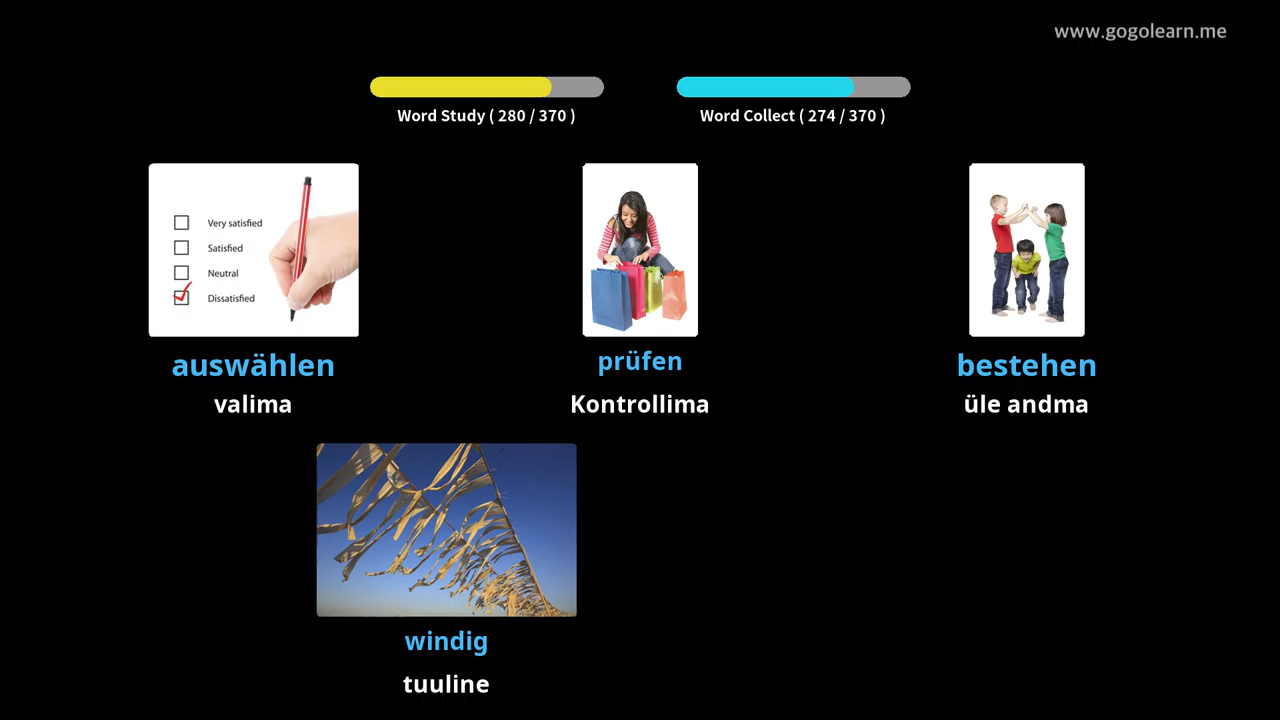 www.gogolearn.me
Word Study ( 280 / 370 )
Word Collect ( 274 / 370 )
Very satisfied
Satisfied
Neutral
Dissatisfied
auswählen
valima
prüfen
Kontrollima
bestehen
üle andma
windig
tuuline